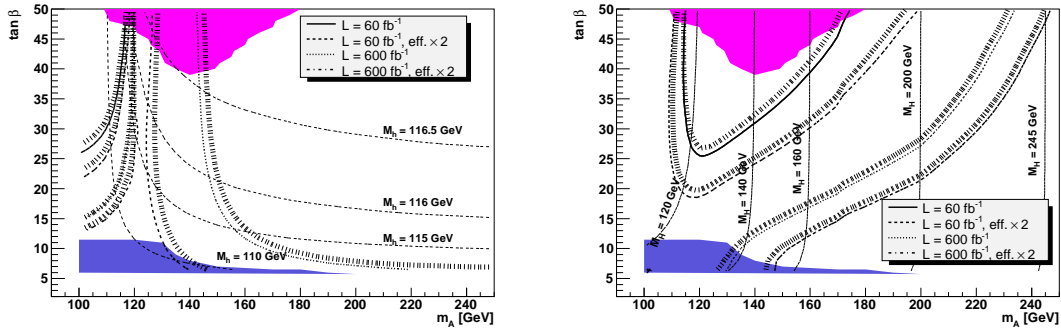 tan β
50
45
40
35
30
25
20
15
10
5
L = 60 fb⁻¹
L = 60 fb⁻¹, eff. × 2
L = 600 fb⁻¹
L = 600 fb⁻¹, eff. × 2
M_h = 116.5 GeV
M_h = 116 GeV
M_h = 115 GeV
M_h = 110 GeV
100 120 140 160 180 200 220 240
m_A [GeV]
tan β
50
45
40
35
30
25
20
15
10
5
M_H = 120 GeV
M_H = 140 GeV
M_H = 160 GeV
M_H = 200 GeV
M_H = 245 GeV
L = 60 fb⁻¹
L = 60 fb⁻¹, eff. × 2
L = 600 fb⁻¹
L = 600 fb⁻¹, eff. × 2
100 120 140 160 180 200 220 240
m_A [GeV]